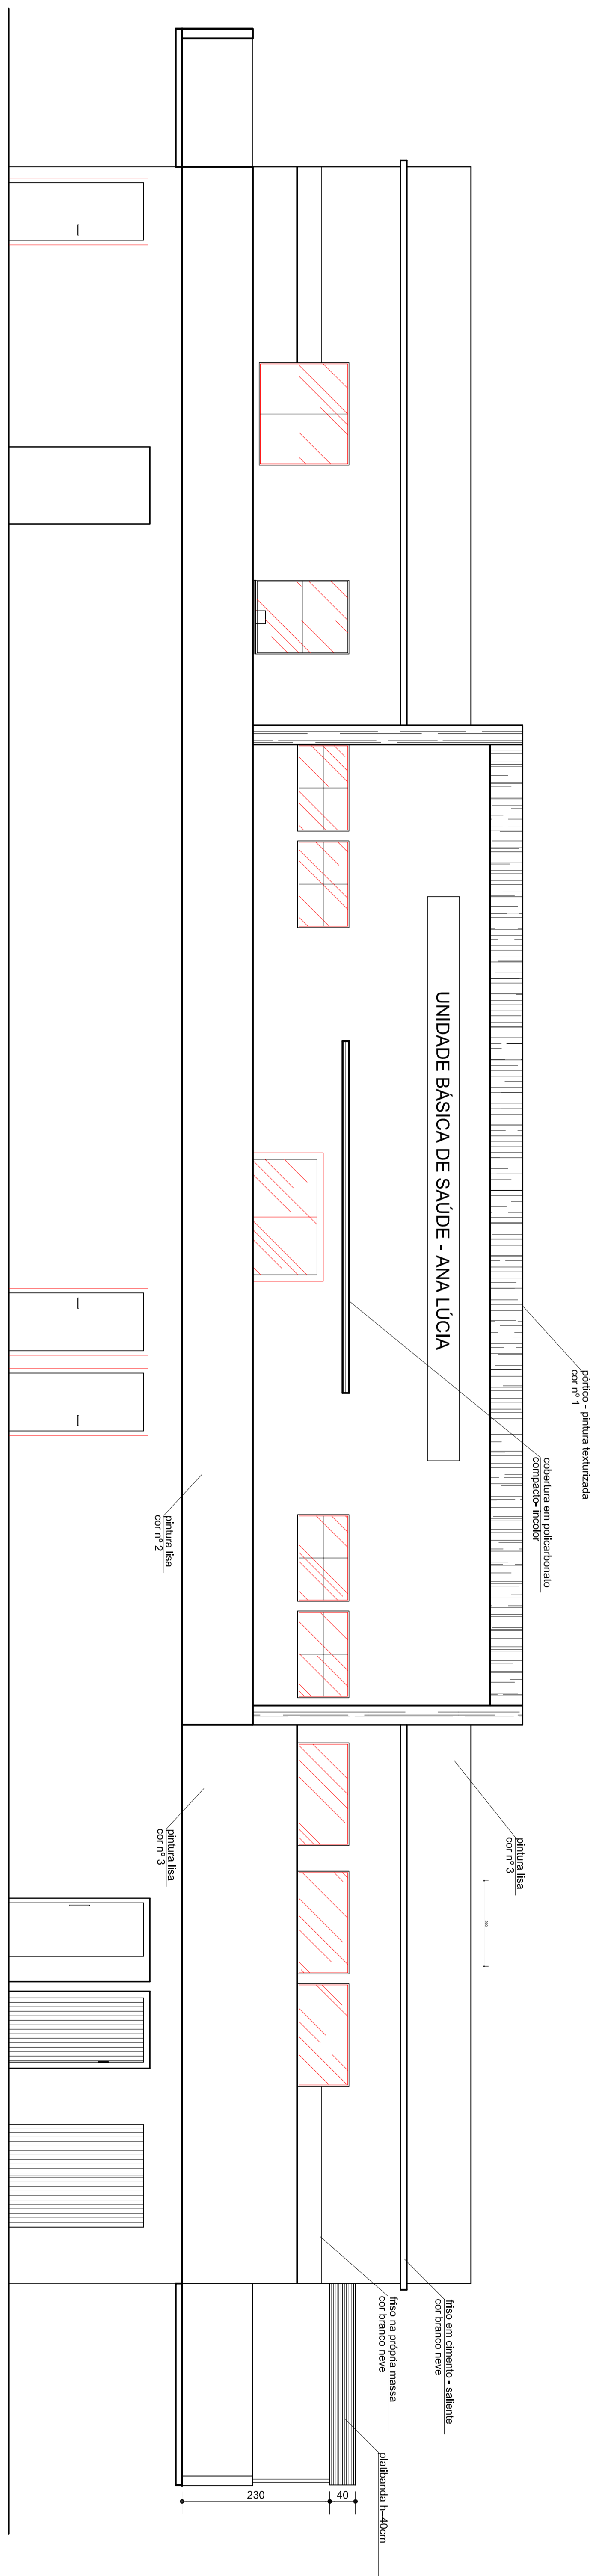 pórtico - pintura texturizada
cor nº 1
cobertura em policarbonato
compacto- incolor
UNIDADE BÁSICA DE SAÚDE - ANA LÚCIA
pintura lisa
cor nº 2
pintura lisa
cor nº 3
pintura lisa
cor nº 3
200
friso em cimento - saliente
cor branco neve
friso na própria massa
cor branco neve
platibanda h=40cm
230
40